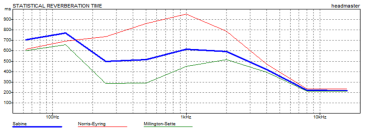 STATISTICAL REVERBERATION TIME headmaster
ms
900
800
700
600
500
400
300
200
100
100Hz 1kHz 10kHz
Sabine Norris-Eyring Millington-Sette